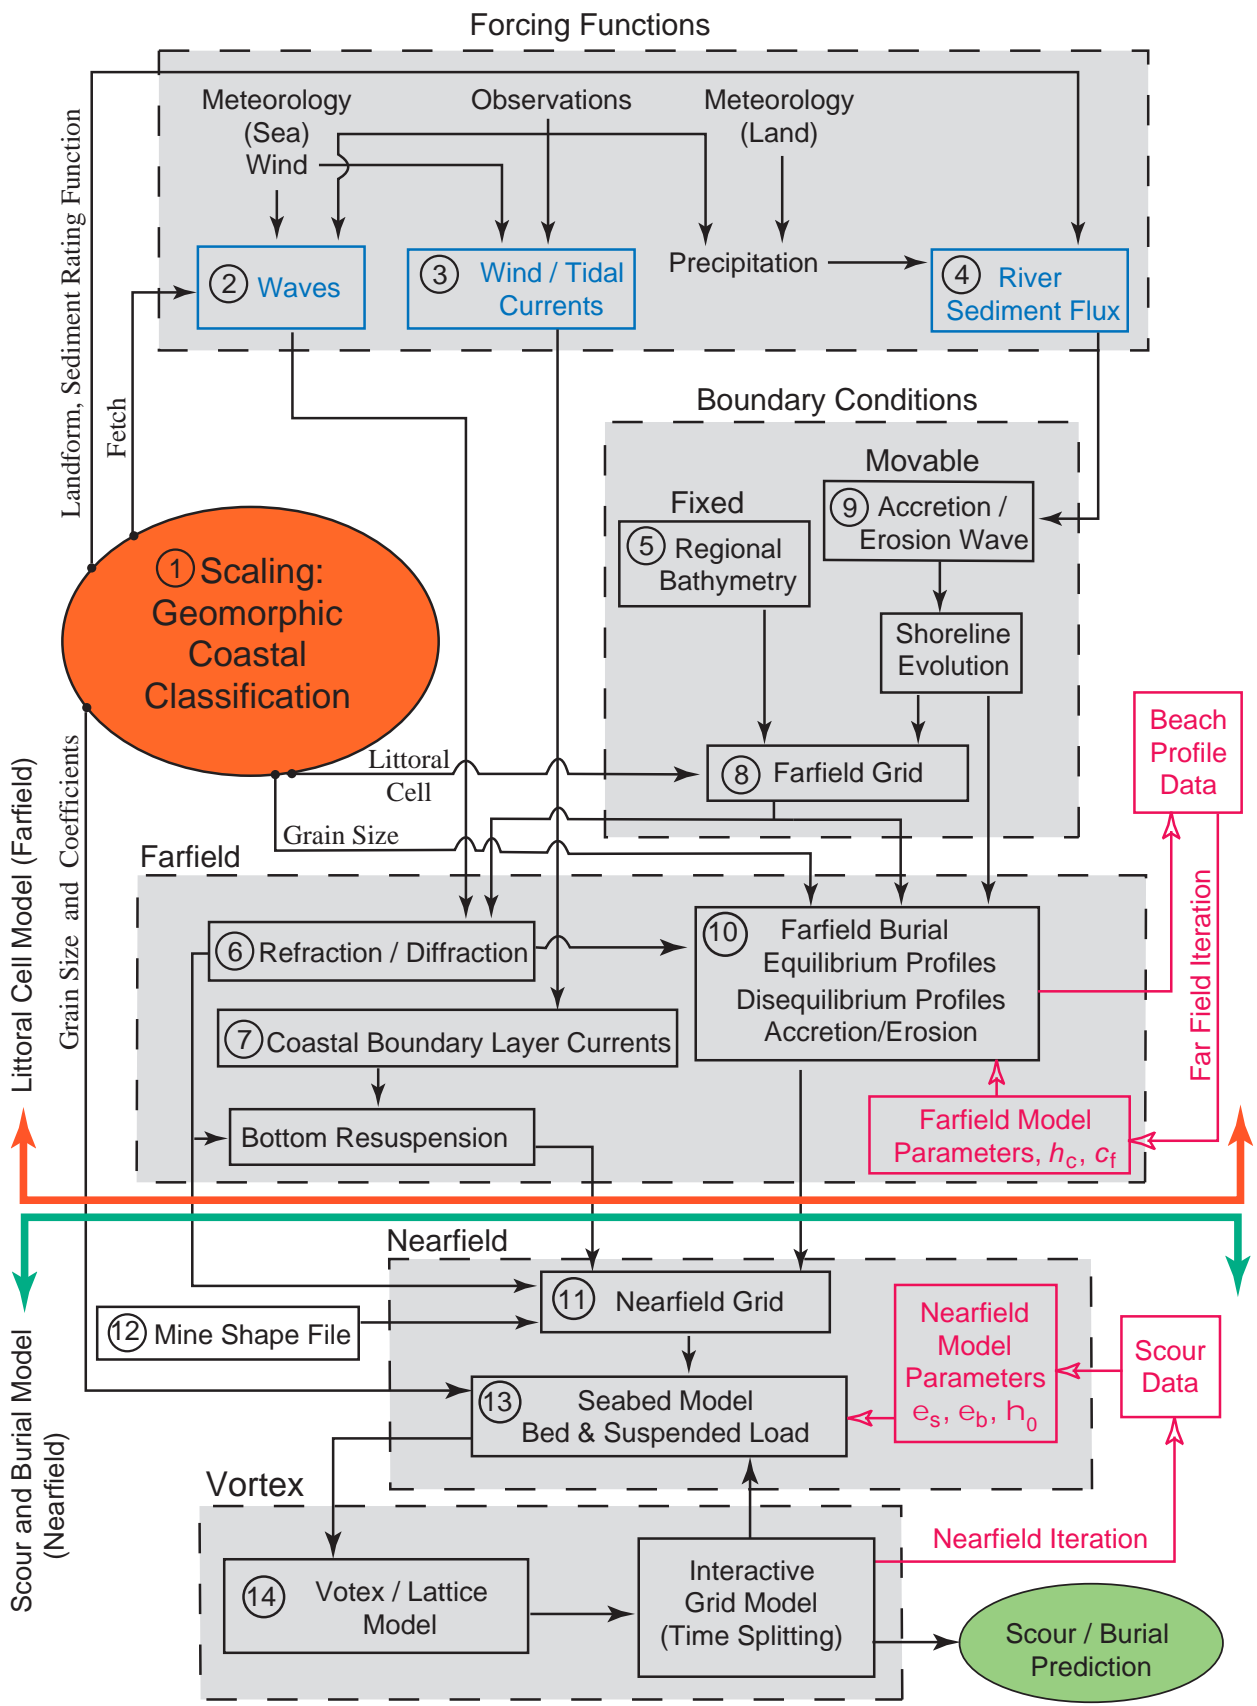 Forcing Functions
Meteorology
(Sea)
Wind
Observations
Meteorology
(Land)
Precipitation
2 Waves
3 Wind / Tidal
Currents
4 River
Sediment Flux
Landform, Sediment Rating Function
Fetch
Boundary Conditions
Fixed
Movable
5 Regional
Bathymetry
9 Accretion /
Erosion Wave
Shoreline
Evolution
8 Farfield Grid
1 Scaling:
Geomorphic
Coastal
Classification
Littoral
Cell
Grain Size
Grain Size and Coefficients
Littoral Cell Model (Farfield)
Beach
Profile
Data
Far Field Iteration
Farfield
6 Refraction / Diffraction
7 Coastal Boundary Layer Currents
Bottom Resuspension
10 Farfield Burial
Equilibrium Profiles
Disequilibrium Profiles
Accretion/Erosion
Farfield Model
Parameters, hc, cf
Nearfield
11 Nearfield Grid
12 Mine Shape File
13 Seabed Model
Bed & Suspended Load
Nearfield
Model
Parameters
es, eb, h0
Scour
Data
Nearfield Iteration
Scour and Burial Model
(Nearfield)
Vortex
14 Votex / Lattice
Model
Interactive
Grid Model
(Time Splitting)
Scour / Burial
Prediction